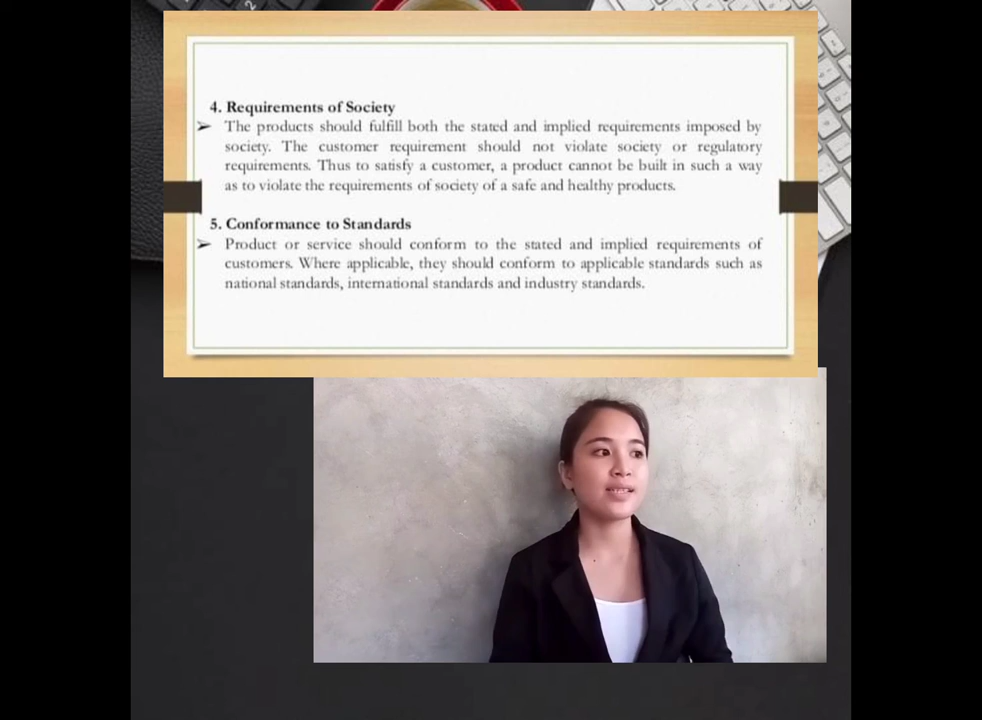 4. Requirements of Society
➢ The products should fulfill both the stated and implied requirements imposed by
society. The customer requirement should not violate society or regulatory
requirements. Thus to satisfy a customer, a product cannot be built in such a way
as to violate the requirements of society of a safe and healthy products.
5. Conformance to Standards
➢ Product or service should conform to the stated and implied requirements of
customers. Where applicable, they should conform to applicable standards such as
national standards, international standards and industry standards.